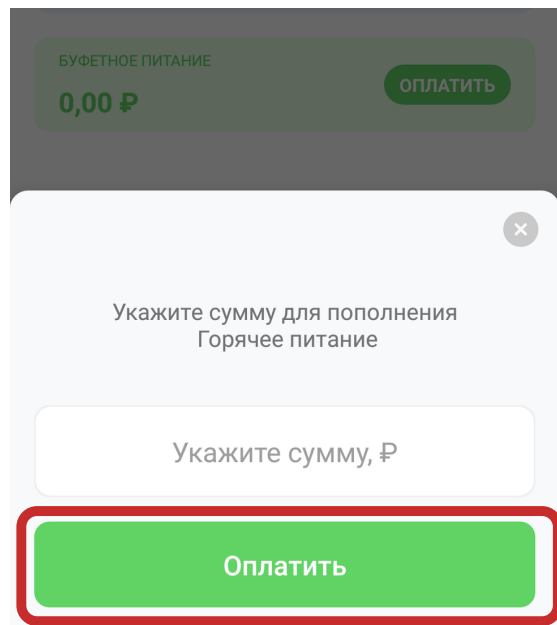 БУФЕТНОЕ ПИТАНИЕ
0,00 ₽
ОПЛАТИТЬ
Укажите сумму для пополнения
Горячее питание
Укажите сумму, ₽
Оплатить